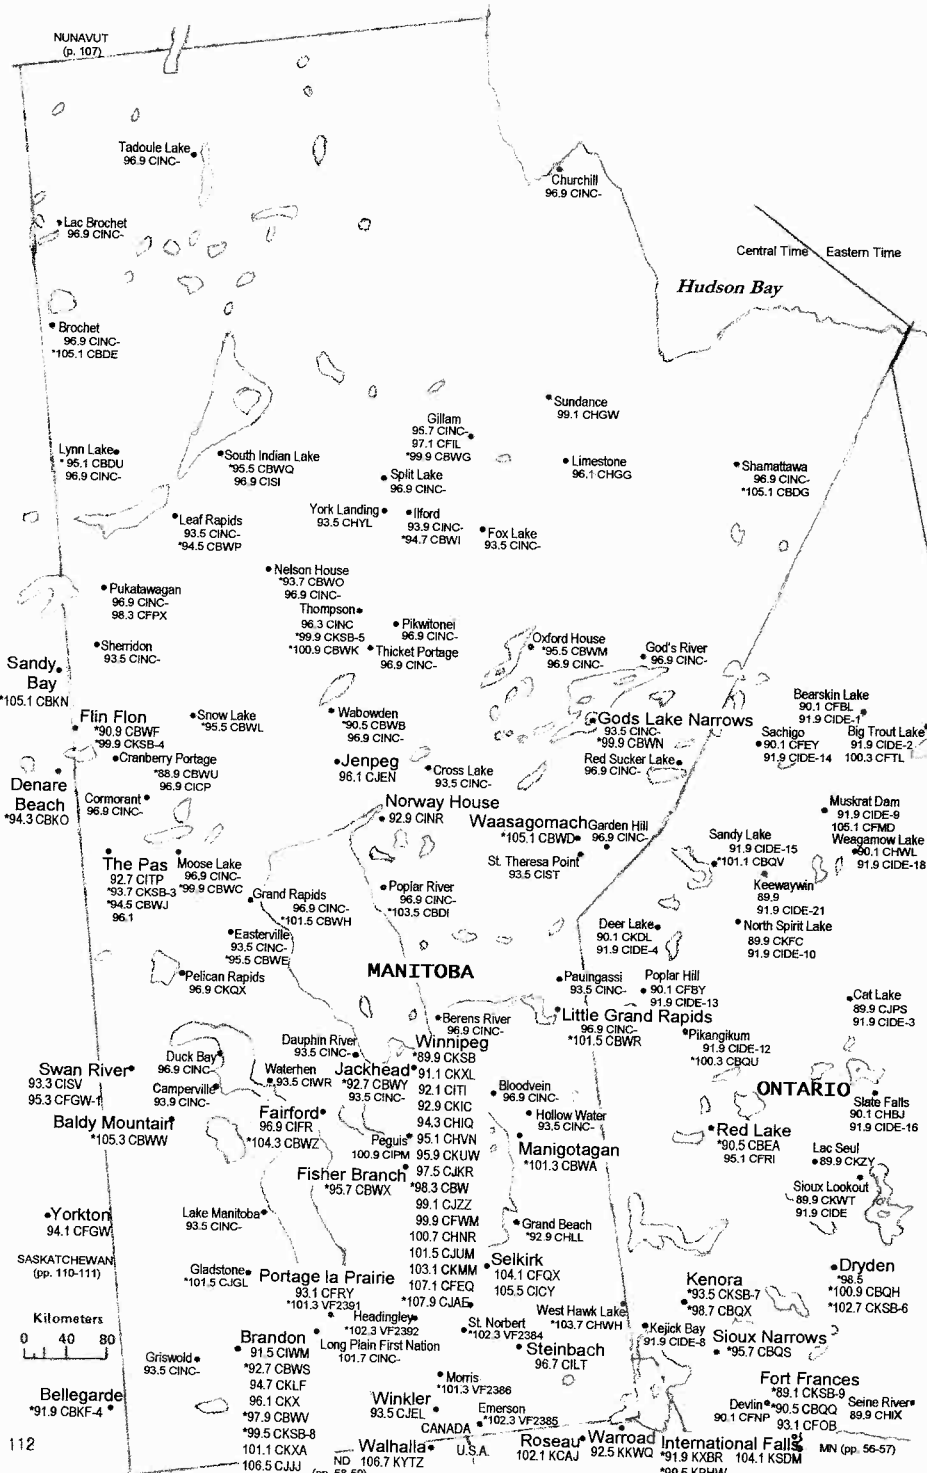 NUNAVUT
(p. 107)
Tadoule Lake
96.9 CINC-
Churchill
96.9 CINC-
Lac Brochet
96.9 CINC-
Central Time
Eastern Time
Hudson Bay
Brochet
96.9 CINC-
*105.1 CBDE
Sundance
99.1 CHGW
Gillam
95.7 CINC-
97.1 CFIL
*99.9 CBWG
Lynn Lake
*95.1 CBDU
96.9 CINC-
South Indian Lake
*95.5 CBWQ
96.9 CISI
Split Lake
96.9 CINC-
Limestone
96.1 CHGG
Shamattawa
96.9 CINC-
*105.1 CBDG
Leaf Rapids
93.5 CINC-
*94.5 CBWP
York Landing
93.5 CHYL
Ilford
93.9 CINC-
*94.7 CBWI
Fox Lake
93.5 CINC-
Nelson House
*93.7 CBWO
96.9 CINC-
Pukatawagan
96.9 CINC-
98.3 CFPX
Thompson
96.3 CINC
*99.9 CKSB-5
*100.9 CBWK
Pikwitonei
96.9 CINC-
Thicket Portage
96.9 CINC-
Sherridon
93.5 CINC-
Oxford House
*95.5 CBWM
96.9 CINC-
God's River
96.9 CINC-
Sandy
Bay
*105.1 CBKN
Flin Flon
*90.9 CBWF
*99.9 CKSB-4
Snow Lake
*95.5 CBWL
Wabowden
*90.5 CBWB
96.9 CINC-
Gods Lake Narrows
93.5 CINC-
*99.9 CBWN
Bearskin Lake
90.1 CFBL
91.9 CIDE-1
Sachigo
90.1 CFEY
91.9 CIDE-14
Big Trout Lake
91.9 CIDE-2
100.3 CFTL
Cranberry Portage
*88.9 CBWU
96.9 CICP
Jenpeg
96.1 CJEN
Cross Lake
93.5 CINC-
Red Sucker Lake
96.9 CINC-
Denare
Beach
*94.3 CBKO
Cormorant
96.9 CINC-
Norway House
92.9 CINR
Waasagomach
*105.1 CBWD
Garden Hill
96.9 CINC-
St. Theresa Point
93.5 CIST
Muskrat Dam
91.9 CIDE-9
105.1 CFMD
Weagamow Lake
90.1 CHWL
91.9 CIDE-18
Sandy Lake
91.9 CIDE-15
*101.1 CBQV
Keewaywin
89.9
91.9 CIDE-21
The Pas
92.7 CITP
*93.7 CKSB-3
*94.5 CBWJ
96.1
Moose Lake
96.9 CINC-
*99.9 CBWC
Grand Rapids
96.9 CINC-
*101.5 CBWH
Poplar River
96.9 CINC-
*103.5 CBDI
Deer Lake
90.1 CKDL
91.9 CIDE-4
North Spirit Lake
89.9 CKFC
91.9 CIDE-10
Easterville
93.5 CINC-
*95.5 CBWE
MANITOBA
Pelican Rapids
96.9 CKQX
Pauingassi
93.5 CINC-
Poplar Hill
90.1 CFBY
91.9 CIDE-13
Cat Lake
89.9 CJPS
91.9 CIDE-3
Berens River
96.9 CINC-
Little Grand Rapids
96.9 CINC-
*101.5 CBWR
Pikangikum
91.9 CIDE-12
*100.3 CBQU
Dauphin River
93.5 CINC-
Duck Bay
96.9 CINC-
Swan River
93.3 CISV
95.3 CFGW-1
Camperville
93.9 CINC-
Waterhen
93.5 CIWR
Jackhead
*92.7 CBWY
93.5 CINC-
Winnipeg
*89.9 CKSB
91.1 CKXL
92.1 CITI
92.9 CKIC
94.3 CHIQ
95.1 CHVN
95.9 CKUW
97.5 CJKR
*98.3 CBW
99.1 CJZZ
99.9 CFWM
100.7 CHNR
101.5 CJUM
103.1 CKMM
107.1 CFEQ
*107.9 CJAE
Bloodvein
96.9 CINC-
ONTARIO
Slate Falls
90.1 CHBJ
91.9 CIDE-16
Baldy Mountain
*105.3 CBWW
Fairford
96.9 CIFR
*104.3 CBWZ
Hollow Water
93.5 CINC-
Peguis
100.9 CIPM
Manigotagan
*101.3 CBWA
Red Lake
*90.5 CBEA
95.1 CFRI
Lac Seul
89.9 CKZY
Fisher Branch
*95.7 CBWX
Sioux Lookout
89.9 CKWT
91.9 CIDE
Yorkton
94.1 CFGW
Lake Manitoba
93.5 CINC-
Grand Beach
*92.9 CHLL
SASKATCHEWAN
(pp. 110-111)
Gladstone
*101.5 CJGL
Portage la Prairie
93.1 CFRY
*101.3 VF2391
Selkirk
104.1 CFQX
105.5 CICY
Dryden
*98.5
*100.9 CBQH
*102.7 CKSB-6
Kenora
*93.5 CKSB-7
*98.7 CBQX
Kilometers
0 40 80
Headingley
*102.3 VF2392
St. Norbert
*102.3 VF2384
West Hawk Lake
*103.7 CHWH
Kejick Bay
91.9 CIDE-8
Sioux Narrows
*95.7 CBQS
Brandon
91.5 CIWM
*92.7 CBWS
94.7 CKLF
96.1 CKX
*97.9 CBWV
*99.5 CKSB-8
101.1 CKXA
106.5 CJJJ
Long Plain First Nation
101.7 CINC-
Steinbach
96.7 CILT
Griswold
93.5 CINC-
Morris
*101.3 VF2386
Fort Frances
*89.1 CKSB-9
*90.5 CBQQ
93.1 CFOB
Bellegarde
*91.9 CBKF-4
Winkler
93.5 CJEL
Emerson
*102.3 VF2385
Devlin
90.1 CFNP
Seine River
89.9 CHIX
CANADA
U.S.A.
112
Walhalla
106.7 KYTZ
Roseau
102.1 KCAJ
Warroad
92.5 KKWQ
International Falls
*91.9 KXBR
104.1 KSDM
*99.5 KBHW
MN (pp. 56-57)
ND
(pp. 58-59)